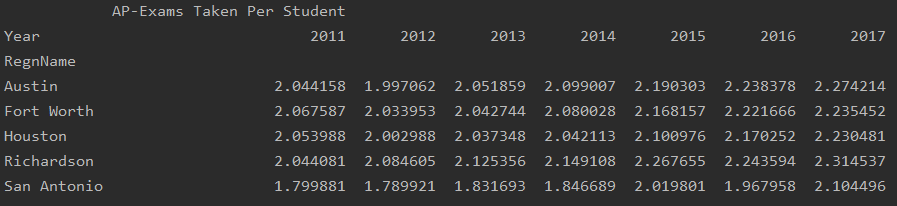 AP-Exams Taken Per Student
Year 2011 2012 2013 2014 2015 2016 2017
RegnName
Austin 2.044158 1.997062 2.051859 2.099007 2.190303 2.238378 2.274214
Fort Worth 2.067587 2.033953 2.042744 2.080028 2.168157 2.221666 2.235452
Houston 2.053988 2.002988 2.037348 2.042113 2.100976 2.170252 2.230481
Richardson 2.044081 2.084605 2.125356 2.149108 2.267655 2.243594 2.314537
San Antonio 1.799881 1.789921 1.831693 1.846689 2.019801 1.967958 2.104496